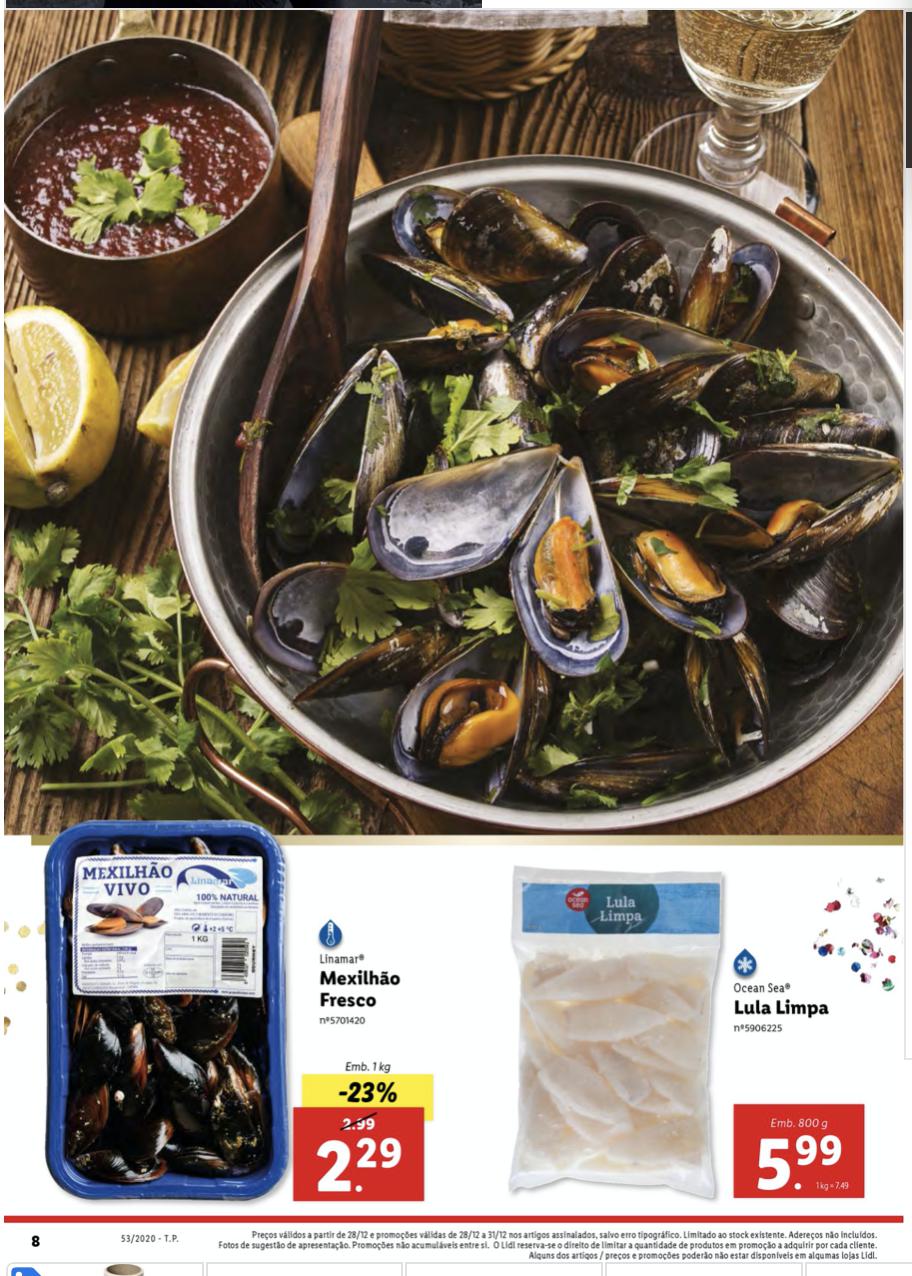 MEXILHÃO
VIVO
Linamar
100% NATURAL
+2 +5 °C
1 KG
Linamar®
Mexilhão
Fresco
nº5701420
Emb. 1 kg
-23%
2.99
2.29
ocean sea
Lula
Limpa
Ocean Sea®
Lula Limpa
nº5906225
Emb. 800 g
5.99
1 kg = 7,49
8
53/2020 - T.P.
Preços válidos a partir de 28/12 e promoções válidas de 28/12 a 31/12 nos artigos assinalados, salvo erro tipográfico. Limitado ao stock existente. Adereços não incluídos.
Fotos de sugestão de apresentação. Promoções não acumuláveis entre si. O Lidl reserva-se o direito de limitar a quantidade de produtos em promoção a adquirir por cada cliente.
Alguns dos artigos / preços e promoções poderão não estar disponíveis em algumas lojas Lidl.